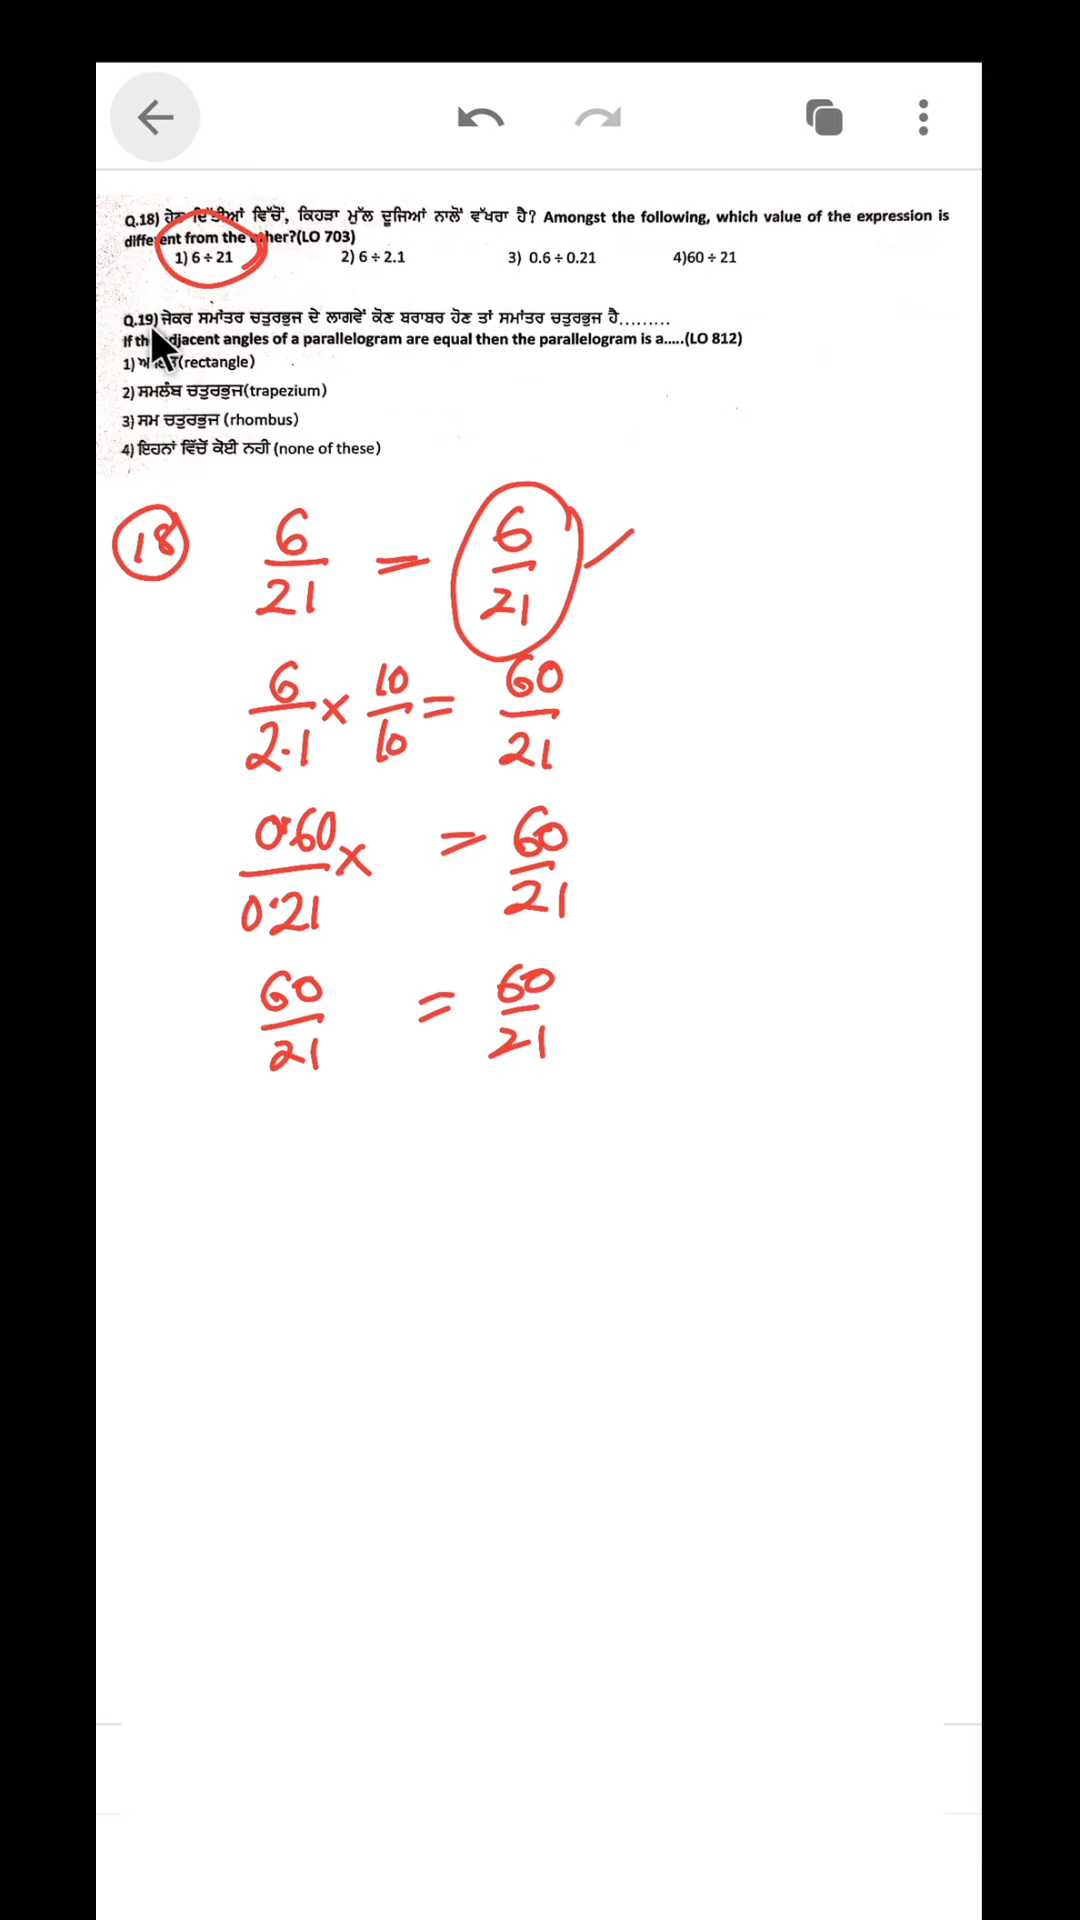 Q.18) ਦਿੱਤੀਆਂ ਵਿੱਚੋਂ, ਕਿਹੜਾ ਮੁੱਲ ਦੂਜਿਆਂ ਨਾਲੋਂ ਵੱਖਰਾ ਹੈ? Amongst the following, which value of the expression is
different from the other?(LO 703)
1) 6 ÷ 21 2) 6 ÷ 2.1 3) 0.6 ÷ 0.21 4)60 ÷ 21
Q.19) ਜੇਕਰ ਸਮਾਂਤਰ ਚਤੁਰਭੁਜ ਦੇ ਲਾਗਵੇਂ ਕੋਣ ਬਰਾਬਰ ਹੋਣ ਤਾਂ ਸਮਾਂਤਰ ਚਤੁਰਭੁਜ ਹੈ.........
If th djacent angles of a parallelogram are equal then the parallelogram is a.....(LO 812)
1) (rectangle)
2) ਸਮਲੰਬ ਚਤੁਰਭੁਜ(trapezium)
3) ਸਮ ਚਤੁਰਭੁਜ (rhombus)
4) ਇਹਨਾਂ ਵਿੱਚੋਂ ਕੋਈ ਨਹੀ (none of these)
18 6/21 = 6/21 ✓
6/2.1 × 10/10 = 60/21
0.60/0.21 × = 60/21
60/21 = 60/21